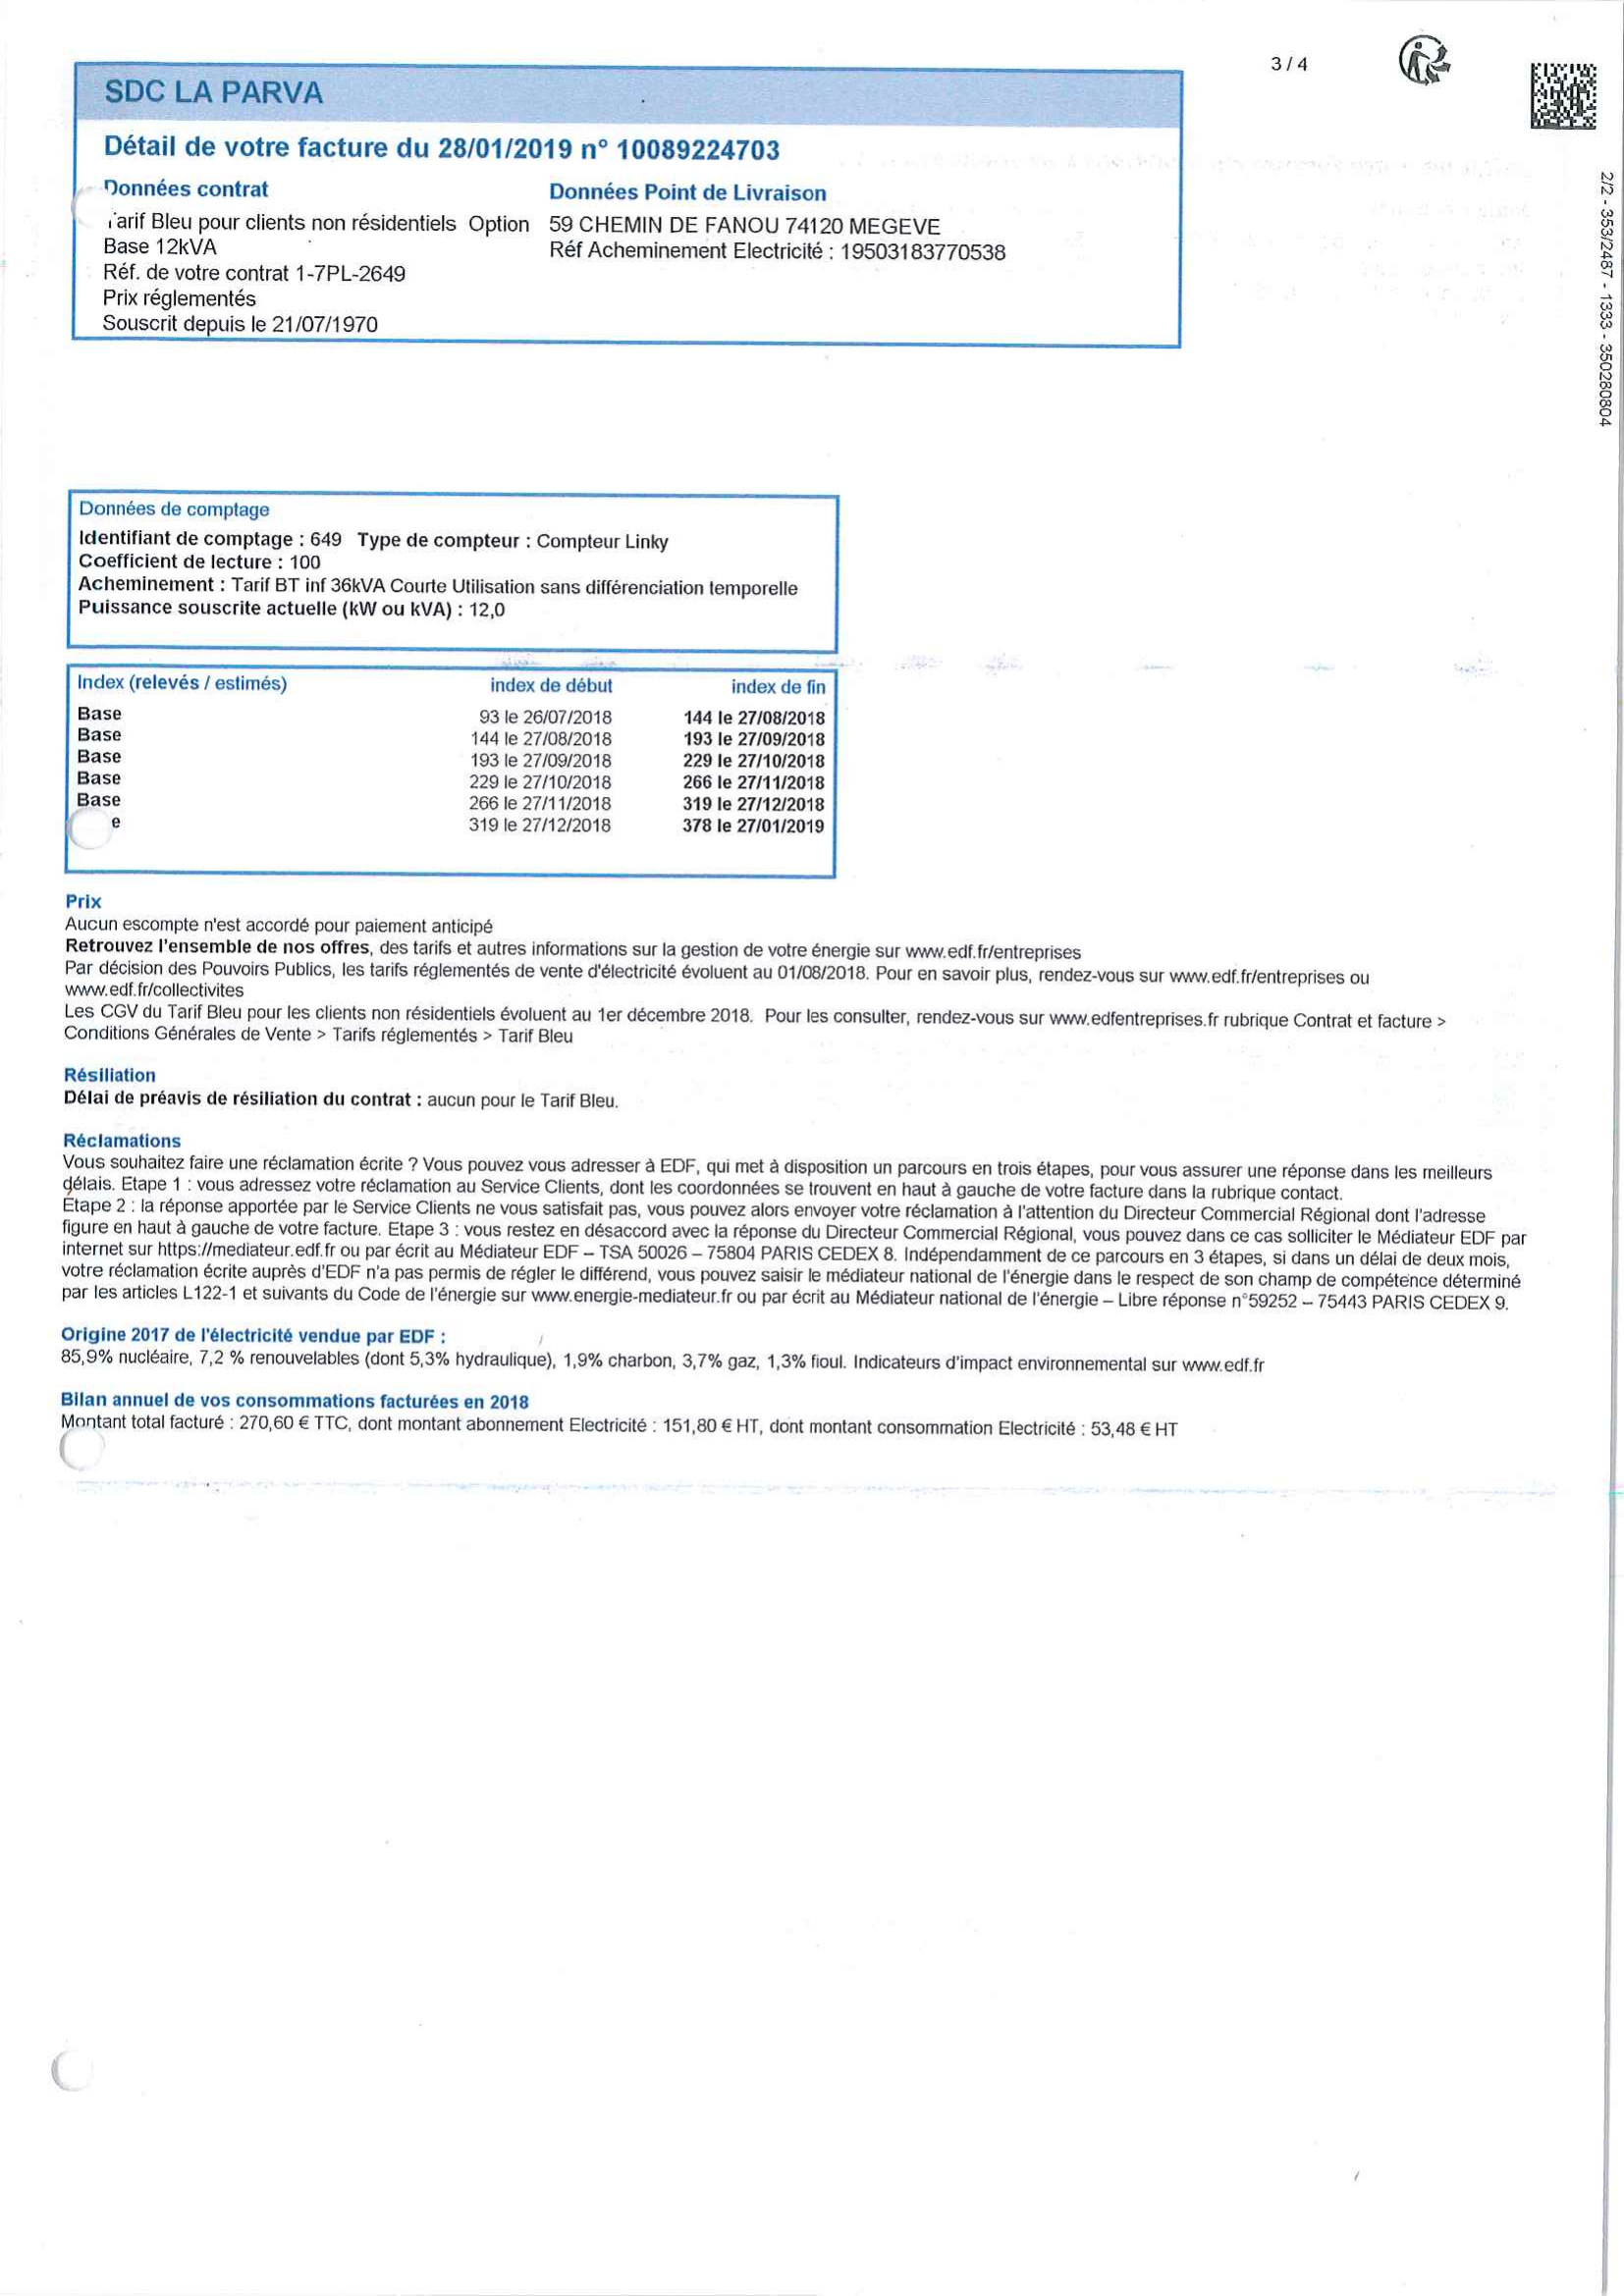 3 / 4
SDC LA PARVA
Détail de votre facture du 28/01/2019 n° 10089224703
Données contrat
Tarif Bleu pour clients non résidentiels Option
Base 12kVA
Réf. de votre contrat 1-7PL-2649
Prix réglementés
Souscrit depuis le 21/07/1970
Données Point de Livraison
59 CHEMIN DE FANOU 74120 MEGEVE
Réf Acheminement Electricité : 19503183770538
2/2 - 353/2487 - 1333 - 350280804
Données de comptage
Identifiant de comptage : 649 Type de compteur : Compteur Linky
Coefficient de lecture : 100
Acheminement : Tarif BT inf 36kVA Courte Utilisation sans différenciation temporelle
Puissance souscrite actuelle (kW ou kVA) : 12,0
Index (relevés / estimés) index de début index de fin
Base 93 le 26/07/2018 144 le 27/08/2018
Base 144 le 27/08/2018 193 le 27/09/2018
Base 193 le 27/09/2018 229 le 27/10/2018
Base 229 le 27/10/2018 266 le 27/11/2018
Base 266 le 27/11/2018 319 le 27/12/2018
e 319 le 27/12/2018 378 le 27/01/2019
Prix
Aucun escompte n'est accordé pour paiement anticipé
Retrouvez l'ensemble de nos offres, des tarifs et autres informations sur la gestion de votre énergie sur www.edf.fr/entreprises
Par décision des Pouvoirs Publics, les tarifs réglementés de vente d'électricité évoluent au 01/08/2018. Pour en savoir plus, rendez-vous sur www.edf.fr/entreprises ou
www.edf.fr/collectivites
Les CGV du Tarif Bleu pour les clients non résidentiels évoluent au 1er décembre 2018. Pour les consulter, rendez-vous sur www.edfentreprises.fr rubrique Contrat et facture >
Conditions Générales de Vente > Tarifs réglementés > Tarif Bleu
Résiliation
Délai de préavis de résiliation du contrat : aucun pour le Tarif Bleu.
Réclamations
Vous souhaitez faire une réclamation écrite ? Vous pouvez vous adresser à EDF, qui met à disposition un parcours en trois étapes, pour vous assurer une réponse dans les meilleurs
délais. Etape 1 : vous adressez votre réclamation au Service Clients, dont les coordonnées se trouvent en haut à gauche de votre facture dans la rubrique contact.
Etape 2 : la réponse apportée par le Service Clients ne vous satisfait pas, vous pouvez alors envoyer votre réclamation à l'attention du Directeur Commercial Régional dont l'adresse
figure en haut à gauche de votre facture. Etape 3 : vous restez en désaccord avec la réponse du Directeur Commercial Régional, vous pouvez dans ce cas solliciter le Médiateur EDF par
internet sur https://mediateur.edf.fr ou par écrit au Médiateur EDF – TSA 50026 – 75804 PARIS CEDEX 8. Indépendamment de ce parcours en 3 étapes, si dans un délai de deux mois,
votre réclamation écrite auprès d'EDF n'a pas permis de régler le différend, vous pouvez saisir le médiateur national de l'énergie dans le respect de son champ de compétence déterminé
par les articles L122-1 et suivants du Code de l'énergie sur www.energie-mediateur.fr ou par écrit au Médiateur national de l'énergie – Libre réponse n°59252 – 75443 PARIS CEDEX 9.
Origine 2017 de l'électricité vendue par EDF :
85,9% nucléaire, 7,2 % renouvelables (dont 5,3% hydraulique), 1,9% charbon, 3,7% gaz, 1,3% fioul. Indicateurs d'impact environnemental sur www.edf.fr
Bilan annuel de vos consommations facturées en 2018
Montant total facturé : 270,60 € TTC, dont montant abonnement Electricité : 151,80 € HT, dont montant consommation Electricité : 53,48 € HT